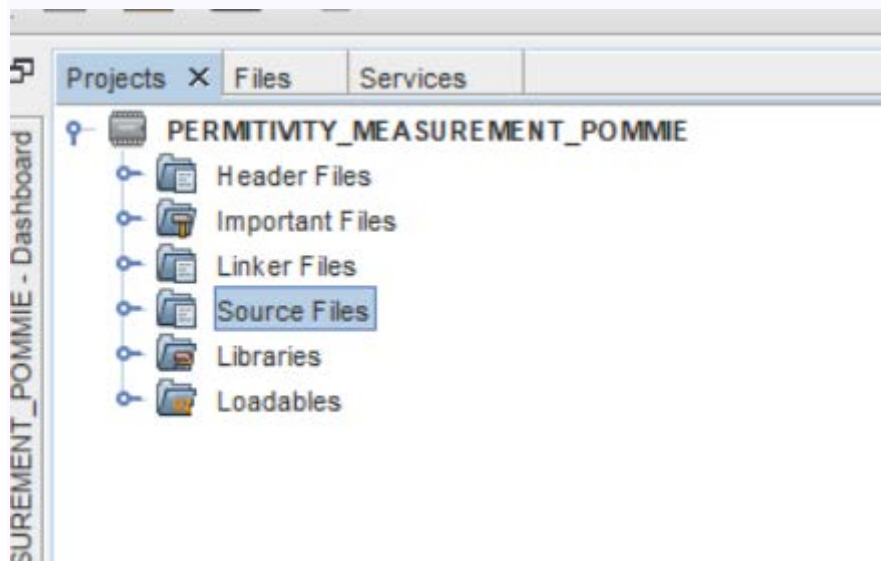 Projects X Files Services
PERMITIVITY_MEASUREMENT_POMMIE
Header Files
Important Files
Linker Files
Source Files
Libraries
Loadables
SUREMENT_POMMIE - Dashboard